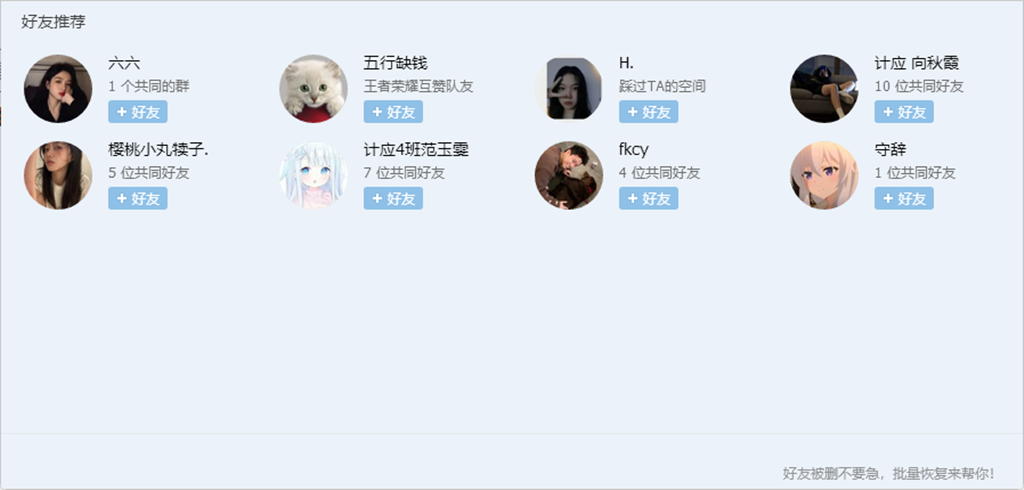 好友推荐
六六
1 个共同的群
+ 好友
五行缺钱
王者荣耀互赞队友
+ 好友
H.
踩过TA的空间
+ 好友
计应 向秋霞
10 位共同好友
+ 好友
樱桃小丸犊子.
5 位共同好友
+ 好友
计应4班范玉雯
7 位共同好友
+ 好友
fkcy
4 位共同好友
+ 好友
守辞
1 位共同好友
+ 好友
好友被删不要急，批量恢复来帮你！